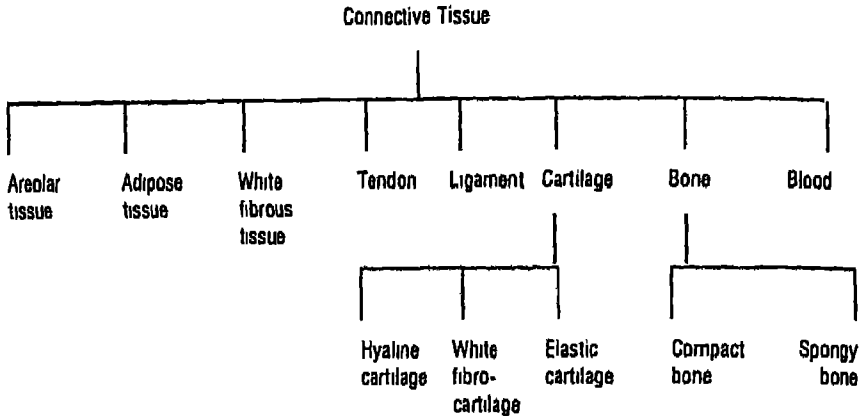 Connective Tissue
Areolar
tissue
Adipose
tissue
White
fibrous
tissue
Tendon
Ligament
Cartilage
Bone
Blood
Hyaline
cartilage
White
fibro-
cartilage
Elastic
cartilage
Compact
bone
Spongy
bone